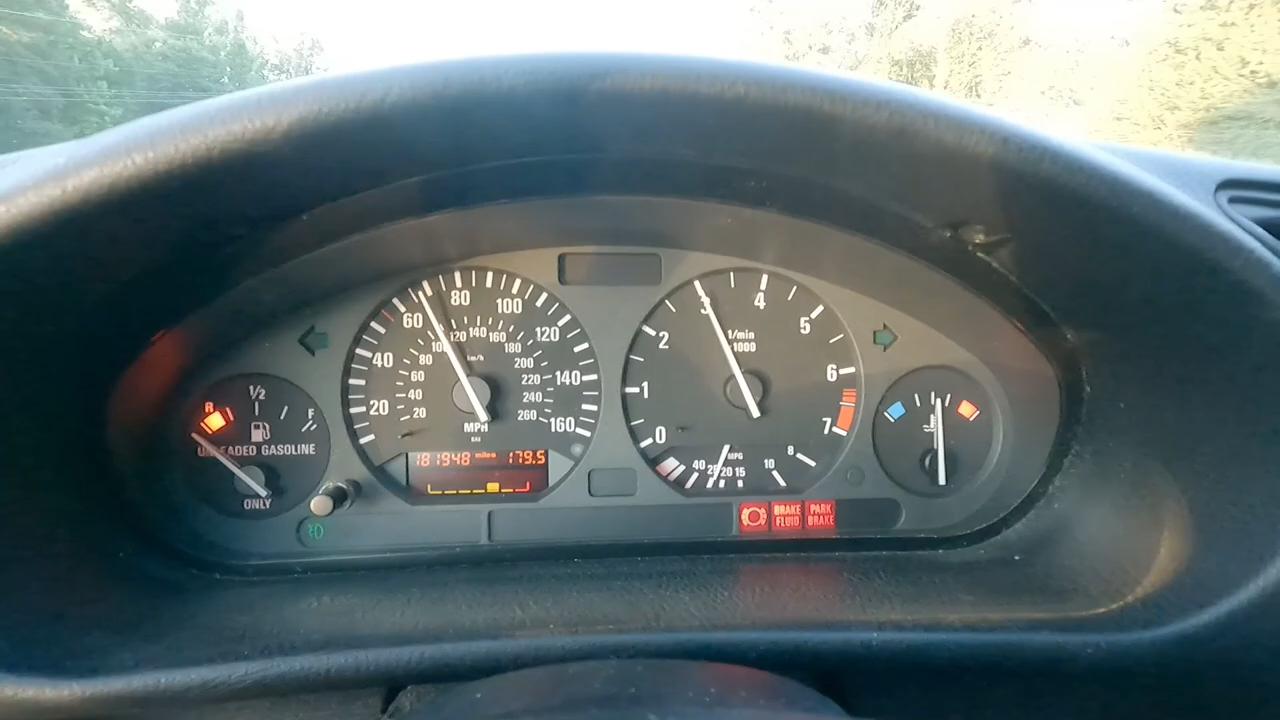 R 1/2 F
UNLEADED GASOLINE
ONLY
20 40 60 80 100 120 140 160
20 40 60 80 100 120 140 160 180 200 220 240 260
km/h
MPH
181948 miles 179.5
0 1 2 3 4 5 6 7
1/min
x1000
MPG
40 25 20 15 10 8
BRAKE
FLUID
PARK
BRAKE